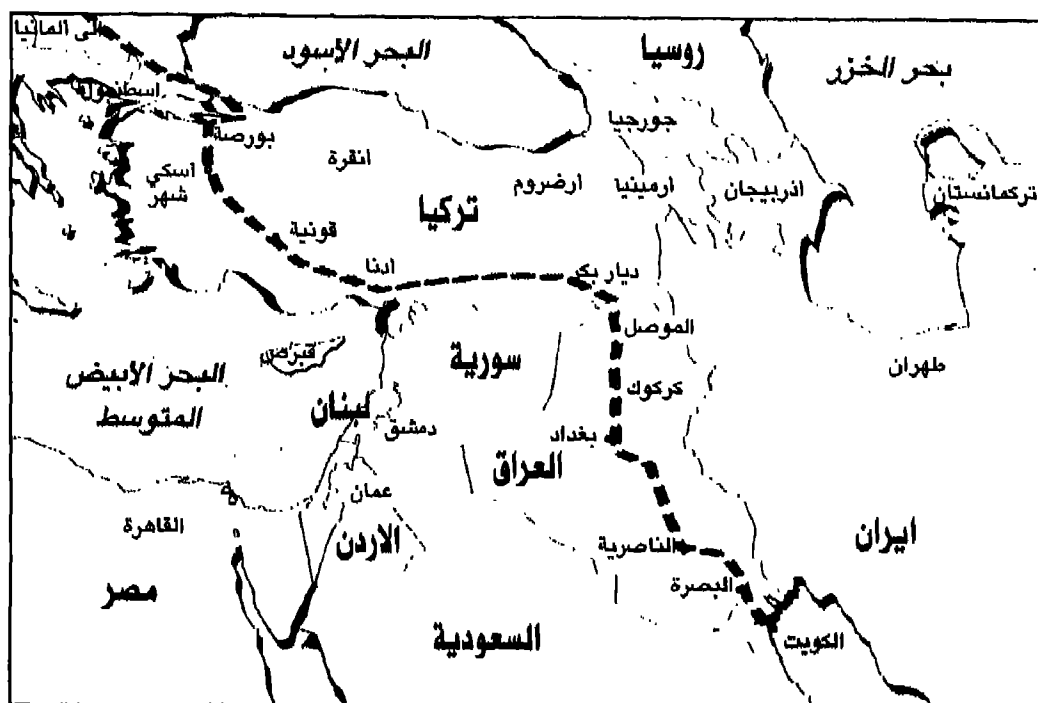 بحر الخزر
روسيا
البحر الإسود
الى المانيا
اسطنبول
بورصة
جورجيا
انقرة
ارضروم
ارمينيا
اذربيجان
تركمانستان
اسكي
شهر
تركيا
قونية
ادنا
ديار بكر
الموصل
قبرص
سورية
طهران
البحر الأبيض
المتوسط
كركوك
لبنان
دمشق
بغداد
العراق
عمان
القاهرة
الاردن
الناصرية
ايران
مصر
البصرة
السعودية
الكويت